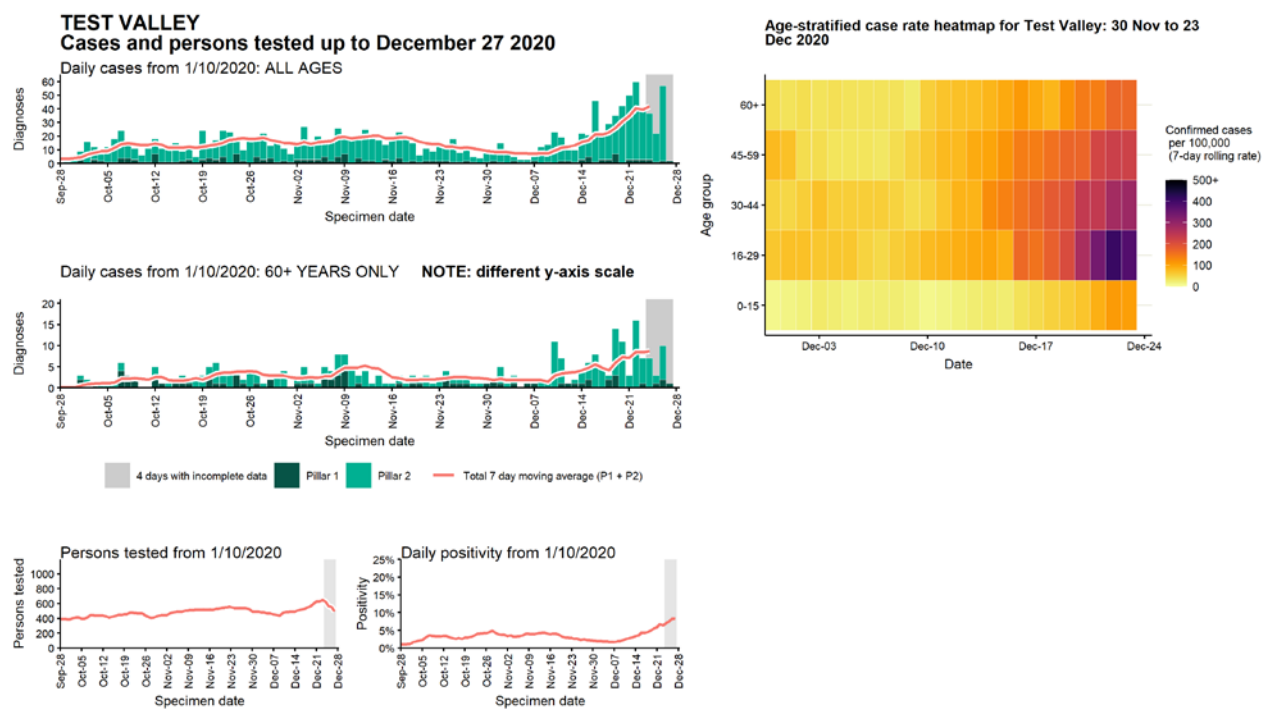 TEST VALLEY
Cases and persons tested up to December 27 2020
Daily cases from 1/10/2020: ALL AGES
Diagnoses
60
50
40
30
20
10
0
Sep-28
Oct-05
Oct-12
Oct-19
Oct-26
Nov-02
Nov-09
Nov-16
Nov-23
Nov-30
Dec-07
Dec-14
Dec-21
Dec-28
Specimen date
Daily cases from 1/10/2020: 60+ YEARS ONLY NOTE: different y-axis scale
Diagnoses
20
15
10
5
0
Sep-28
Oct-05
Oct-12
Oct-19
Oct-26
Nov-02
Nov-09
Nov-16
Nov-23
Nov-30
Dec-07
Dec-14
Dec-21
Dec-28
Specimen date
4 days with incomplete data
Pillar 1
Pillar 2
Total 7 day moving average (P1 + P2)
Persons tested from 1/10/2020
Persons tested
1000
800
600
400
200
0
Sep-28
Oct-05
Oct-12
Oct-19
Oct-26
Nov-02
Nov-09
Nov-16
Nov-23
Nov-30
Dec-07
Dec-14
Dec-21
Dec-28
Specimen date
Daily positivity from 1/10/2020
Positivity
25%
20%
15%
10%
5%
0%
Sep-28
Oct-05
Oct-12
Oct-19
Oct-26
Nov-02
Nov-09
Nov-16
Nov-23
Nov-30
Dec-07
Dec-14
Dec-21
Dec-28
Specimen date
Age-stratified case rate heatmap for Test Valley: 30 Nov to 23
Dec 2020
Age group
60+
45-59
30-44
16-29
0-15
Dec-03
Dec-10
Dec-17
Dec-24
Date
Confirmed cases
per 100,000
(7-day rolling rate)
500+
400
300
200
100
0